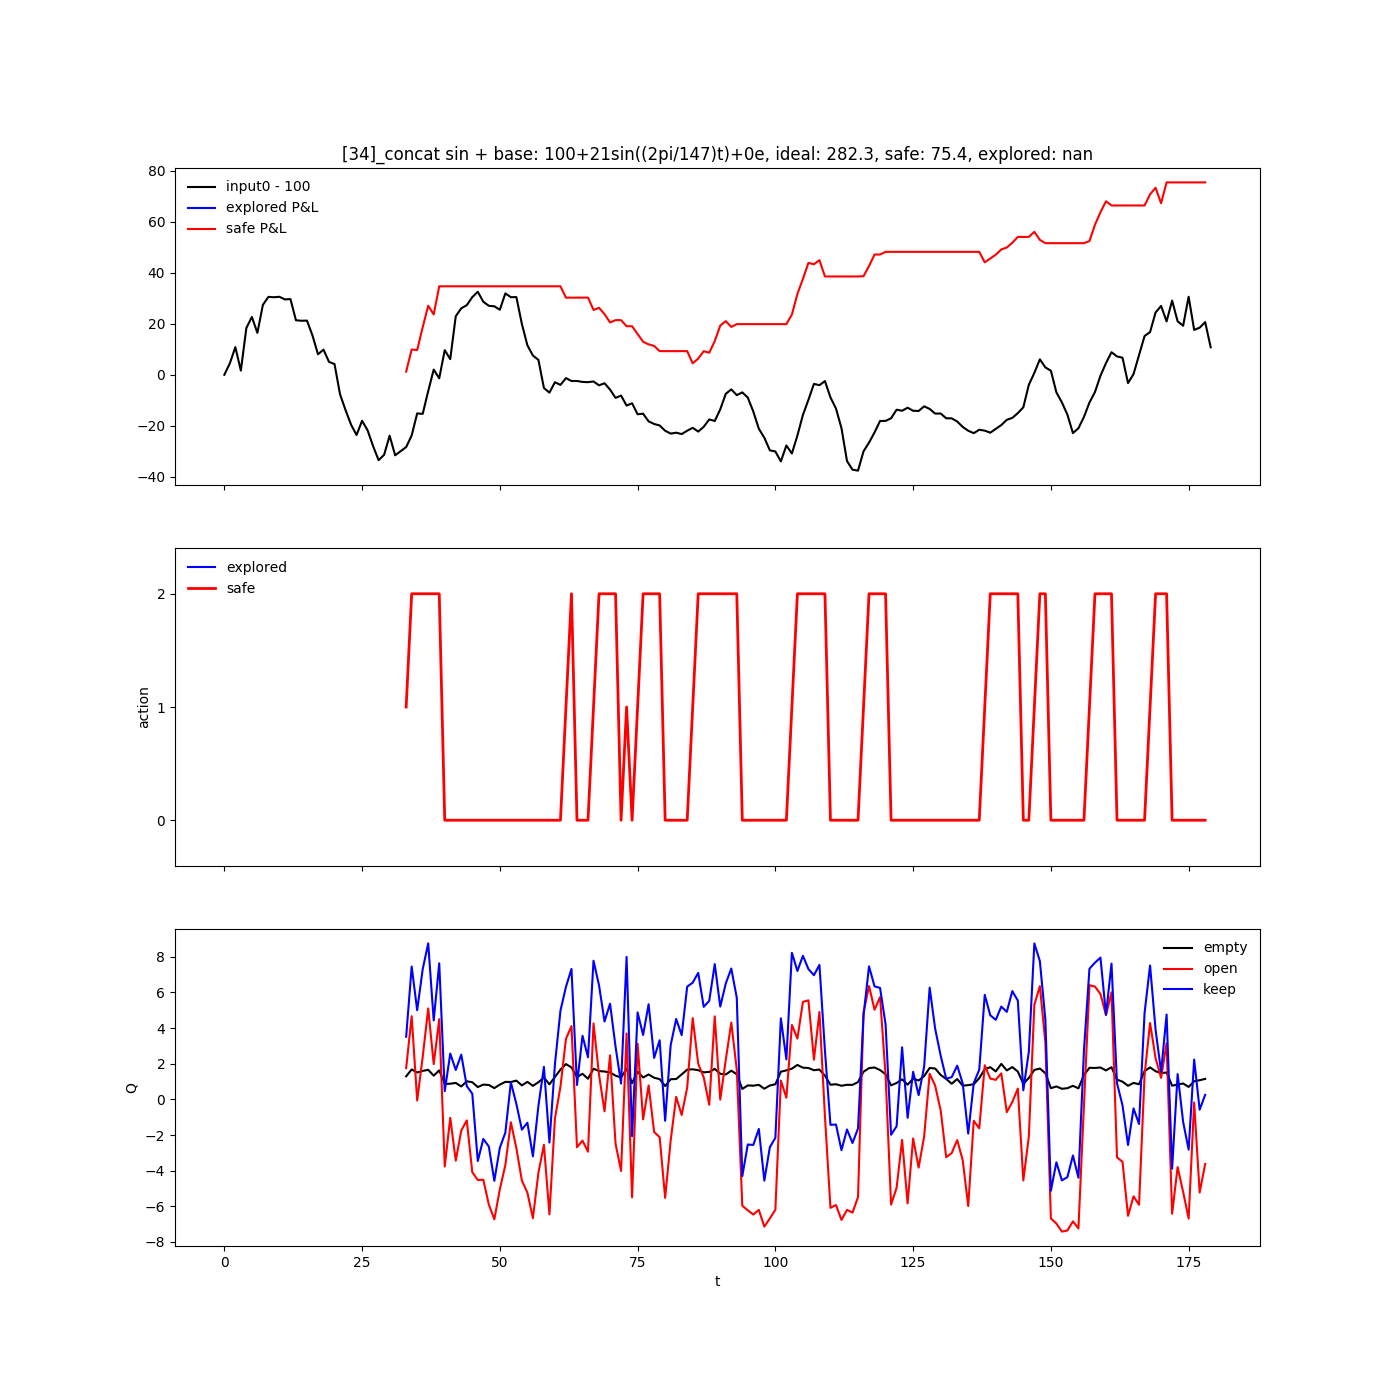 [34]_concat sin + base: 100+21sin((2pi/147)t)+0e, ideal: 282.3, safe: 75.4, explored: nan
80
60
40
20
0
−20
−40
input0 - 100
explored P&L
safe P&L
action
2
1
0
explored
safe
Q
8
6
4
2
0
−2
−4
−6
−8
empty
open
keep
0 25 50 75 100 125 150 175
t